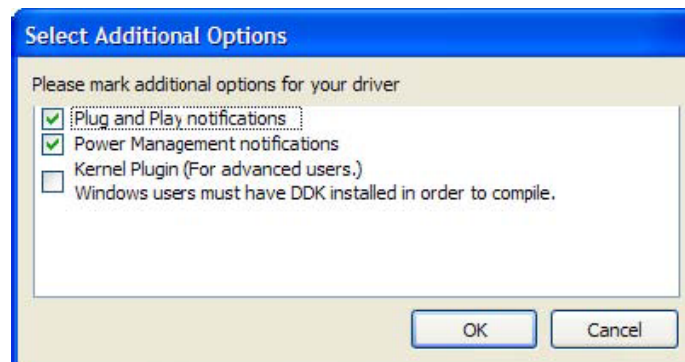 Select Additional Options
Please mark additional options for your driver
Plug and Play notifications
Power Management notifications
Kernel Plugin (For advanced users.)
Windows users must have DDK installed in order to compile.
OK
Cancel